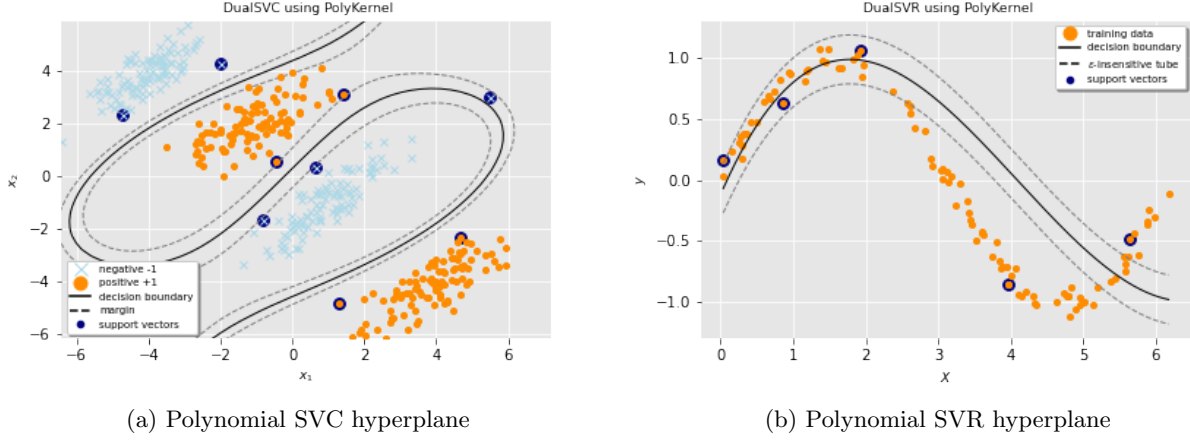 DualSVC using PolyKernel
4
2
0
−2
−4
−6
x₂
negative -1
positive +1
decision boundary
margin
support vectors
−6 −4 −2 0 2 4 6
x₁
(a) Polynomial SVC hyperplane
DualSVR using PolyKernel
1.0
0.5
0.0
−0.5
−1.0
y
training data
decision boundary
ε-insensitive tube
support vectors
0 1 2 3 4 5 6
X
(b) Polynomial SVR hyperplane